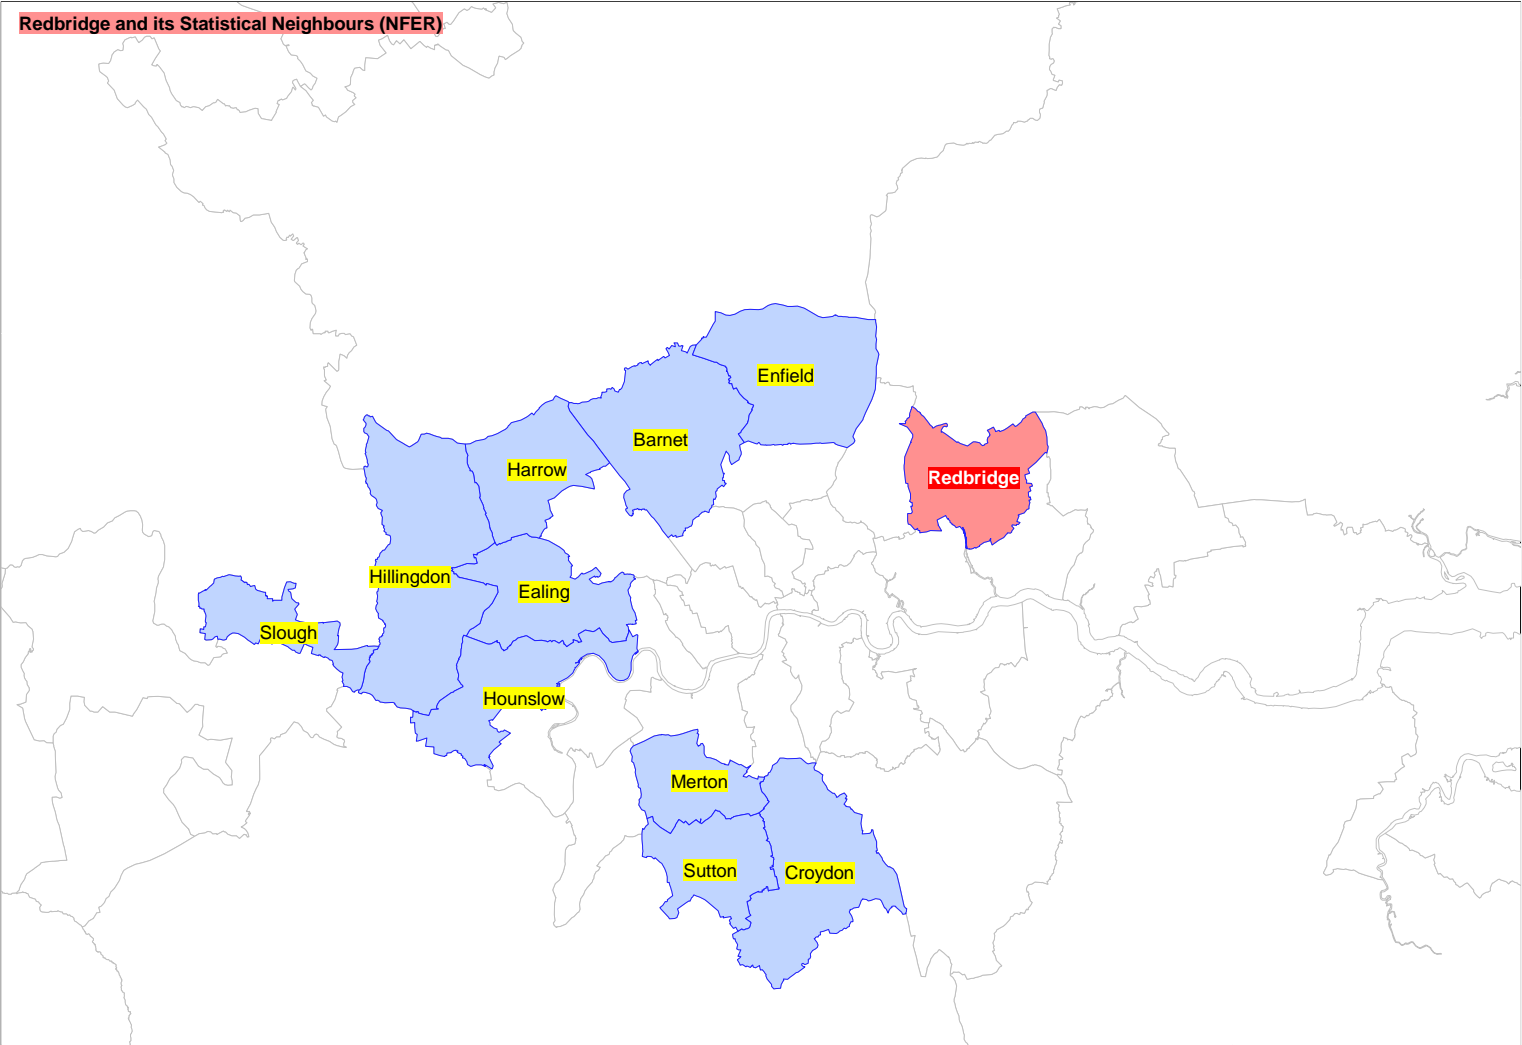 Redbridge and its Statistical Neighbours (NFER)
Enfield
Barnet
Harrow
Redbridge
Hillingdon
Ealing
Slough
Hounslow
Merton
Sutton
Croydon